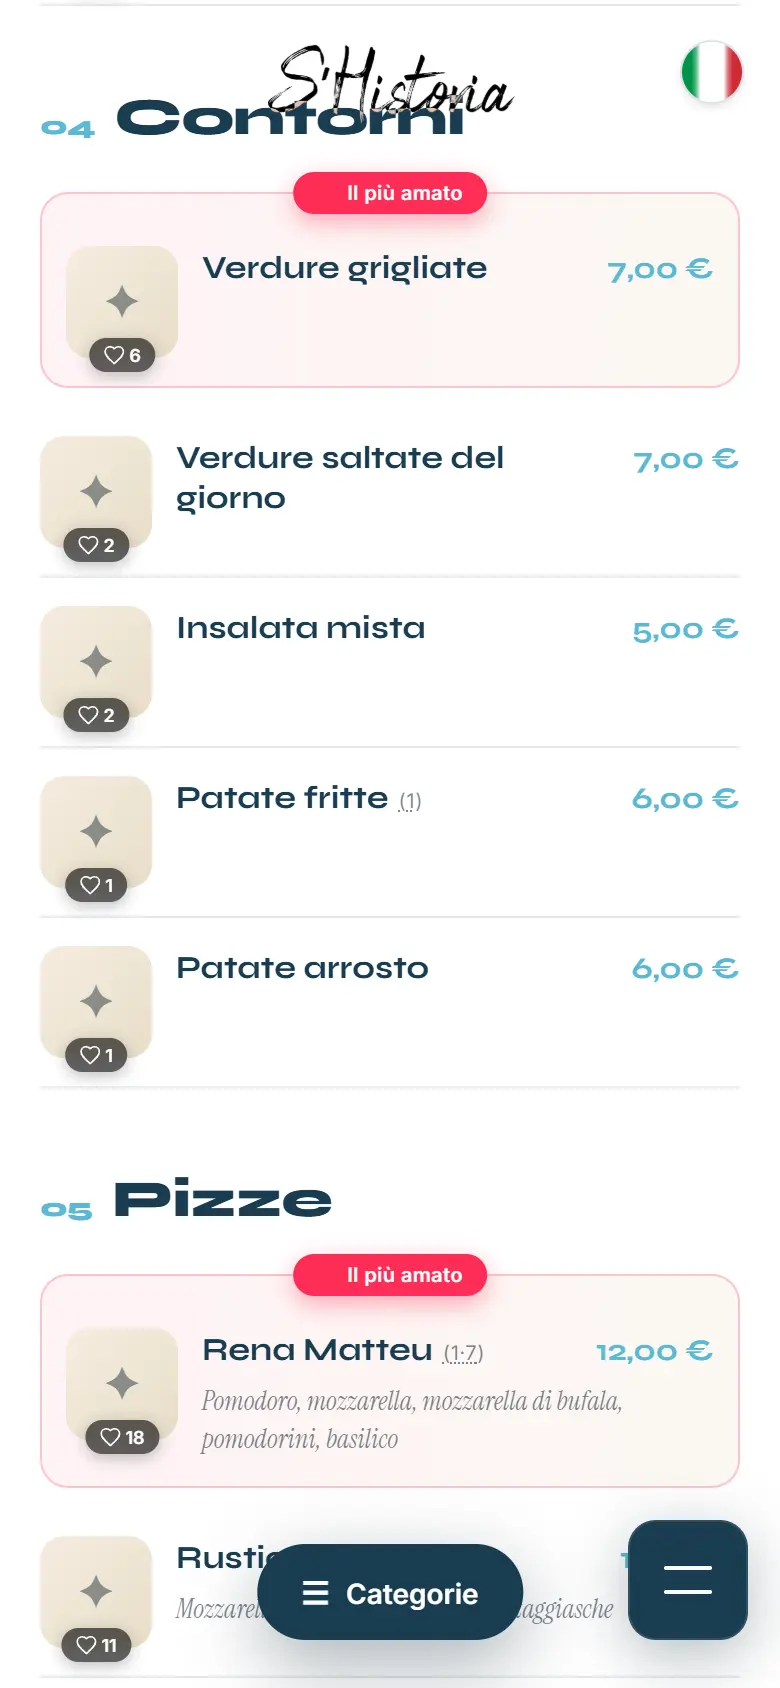 S'Historia
04 Contorni
Il più amato
Verdure grigliate 7,00 €
6
Verdure saltate del
giorno 7,00 €
2
Insalata mista 5,00 €
2
Patate fritte (1) 6,00 €
1
Patate arrosto 6,00 €
1
05 Pizze
Il più amato
Rena Matteu (1·7) 12,00 €
Pomodoro, mozzarella, mozzarella di bufala,
pomodorini, basilico
18
Categorie
11